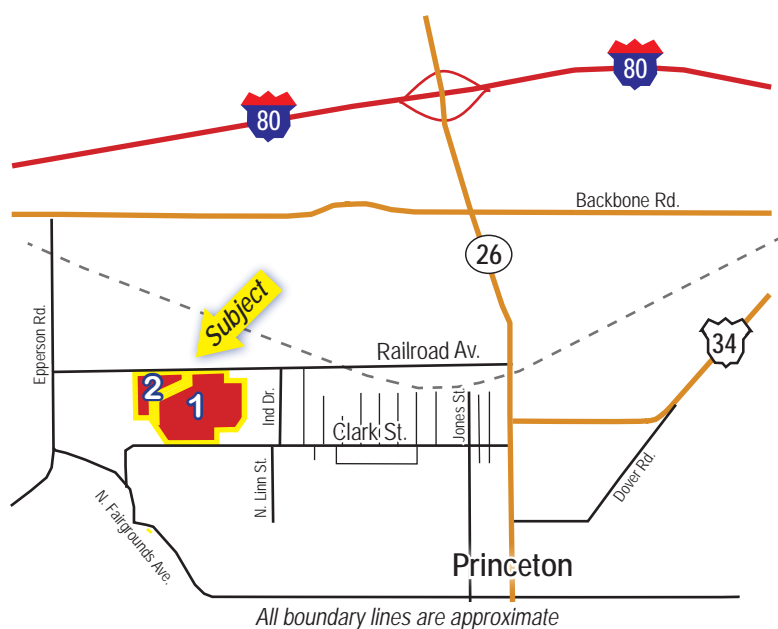 80
80
Backbone Rd.
26
Epperson Rd.
Subject
34
Railroad Av.
2
1
Ind Dr.
Clark St.
Jones St.
N. Linn St.
Dover Rd.
N. Fairgrounds Ave.
Princeton
All boundary lines are approximate